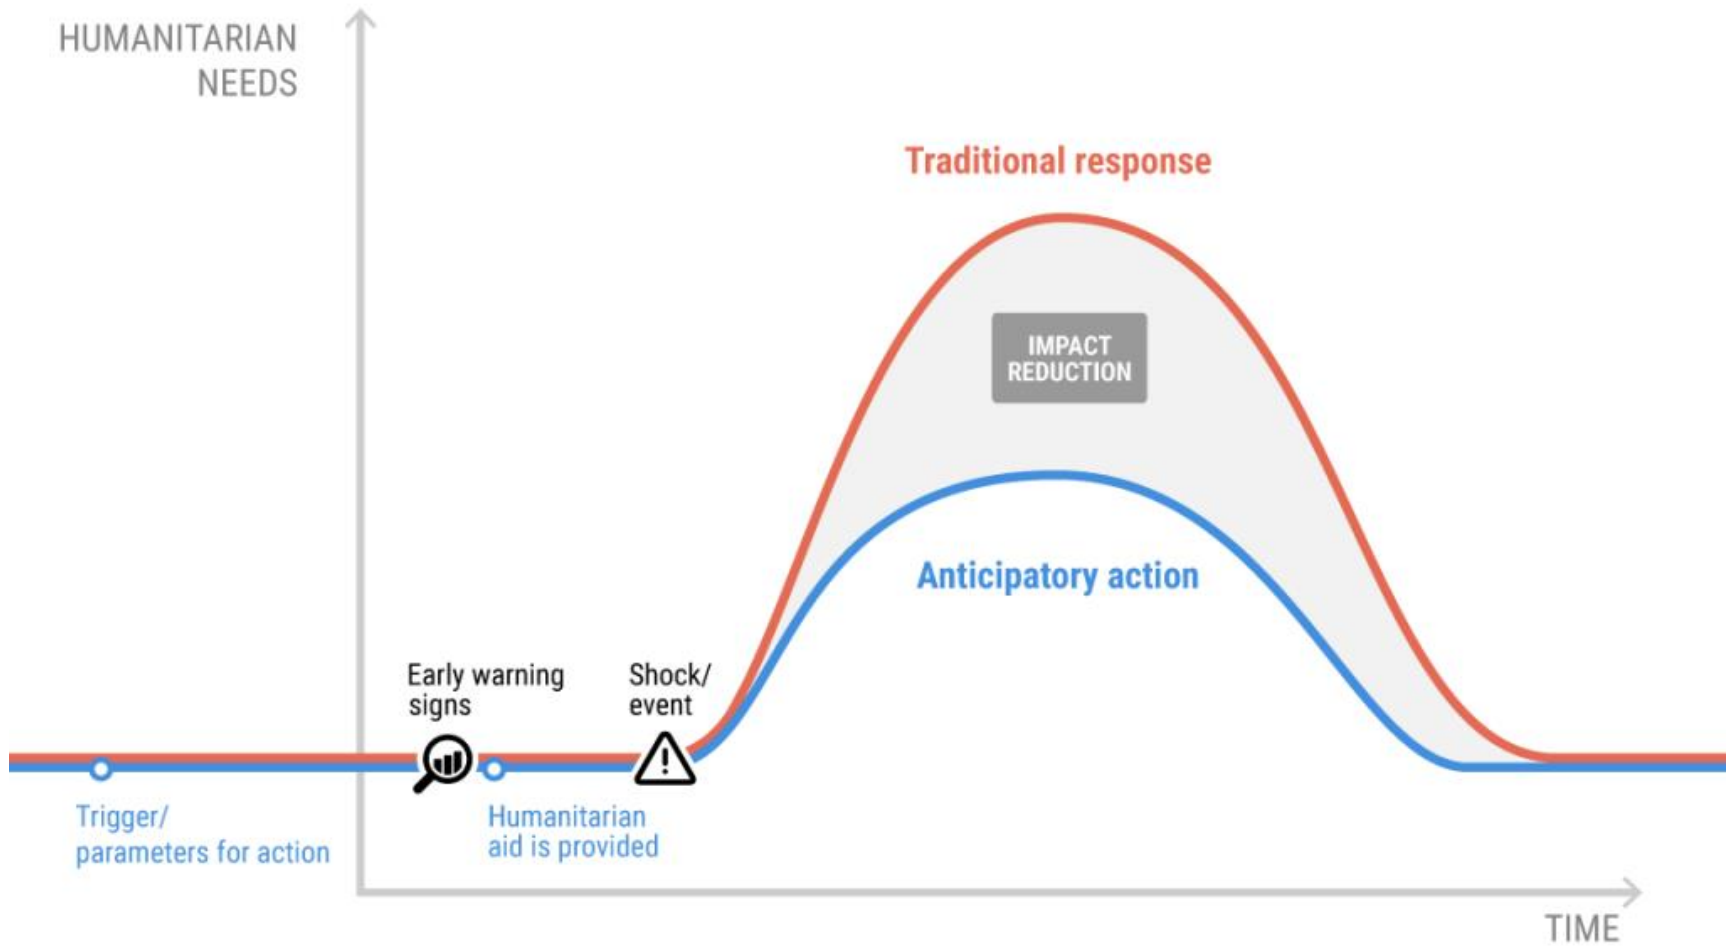 HUMANITARIAN
NEEDS
Traditional response
IMPACT
REDUCTION
Anticipatory action
Early warning
signs
Shock/
event
Trigger/
parameters for action
Humanitarian
aid is provided
TIME